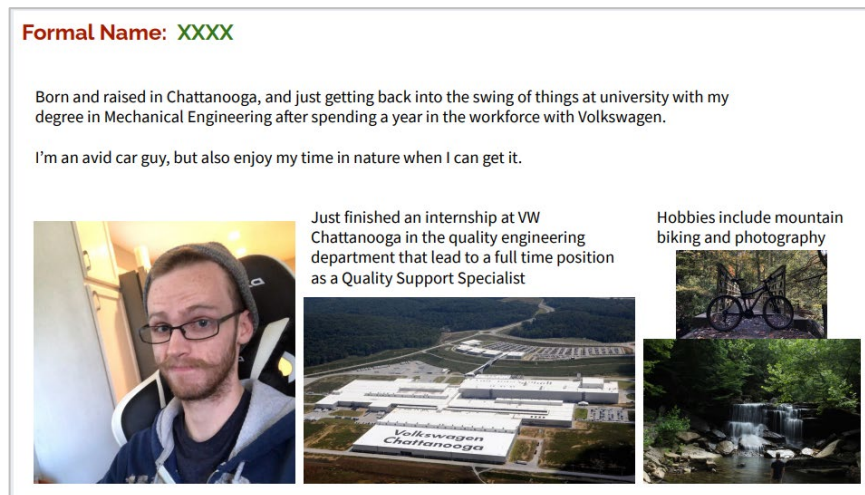 Formal Name: XXXX
Born and raised in Chattanooga, and just getting back into the swing of things at university with my
degree in Mechanical Engineering after spending a year in the workforce with Volkswagen.
I'm an avid car guy, but also enjoy my time in nature when I can get it.
Just finished an internship at VW
Chattanooga in the quality engineering
department that lead to a full time position
as a Quality Support Specialist
Hobbies include mountain
biking and photography
Volkswagen
Chattanooga